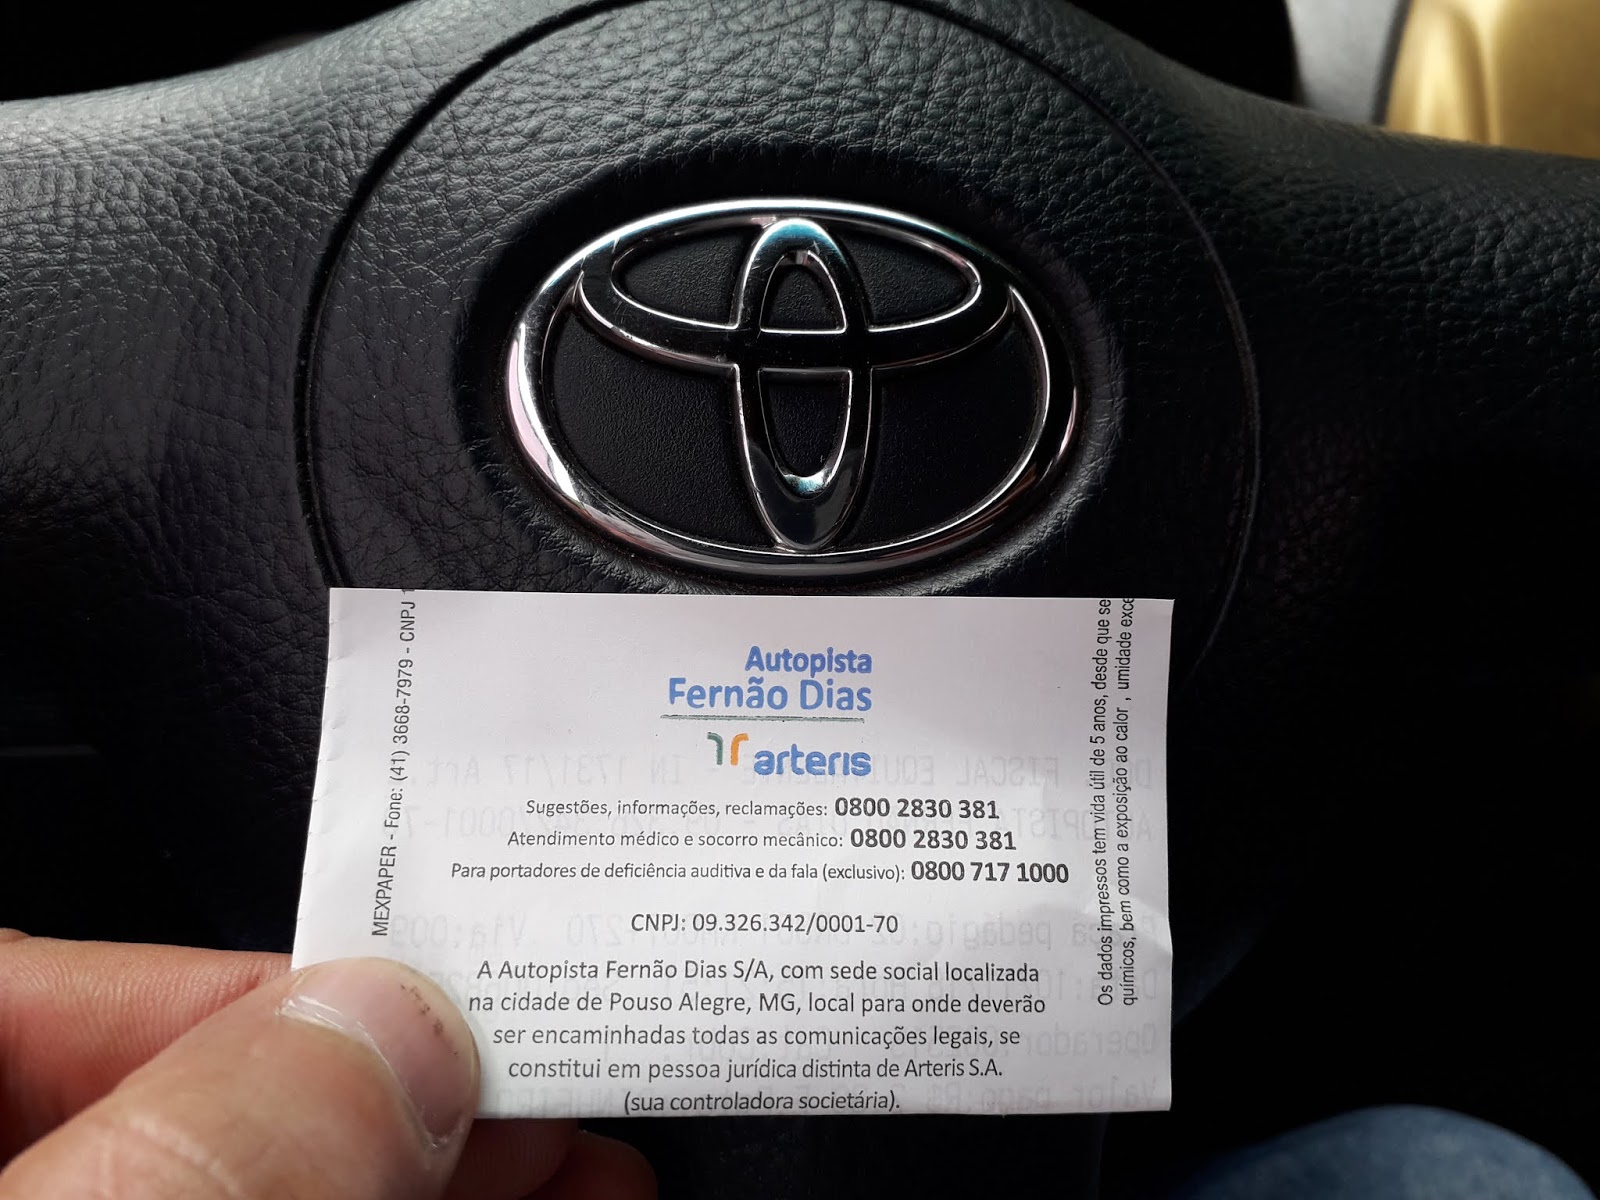 Autopista
Fernão Dias
arteris
Sugestões, informações, reclamações: 0800 2830 381
Atendimento médico e socorro mecânico: 0800 2830 381
Para portadores de deficiência auditiva e da fala (exclusivo): 0800 717 1000
CNPJ: 09.326.342/0001-70
A Autopista Fernão Dias S/A, com sede social localizada
na cidade de Pouso Alegre, MG, local para onde deverão
ser encaminhadas todas as comunicações legais, se
constitui em pessoa jurídica distinta de Arteris S.A.
(sua controladora societária).
MEXPAPER - Fone: (41) 3668-7979 - CNPJ
Os dados impressos tem vida útil de 5 anos, desde que se
químicos, bem como a exposição ao calor , umidade exce